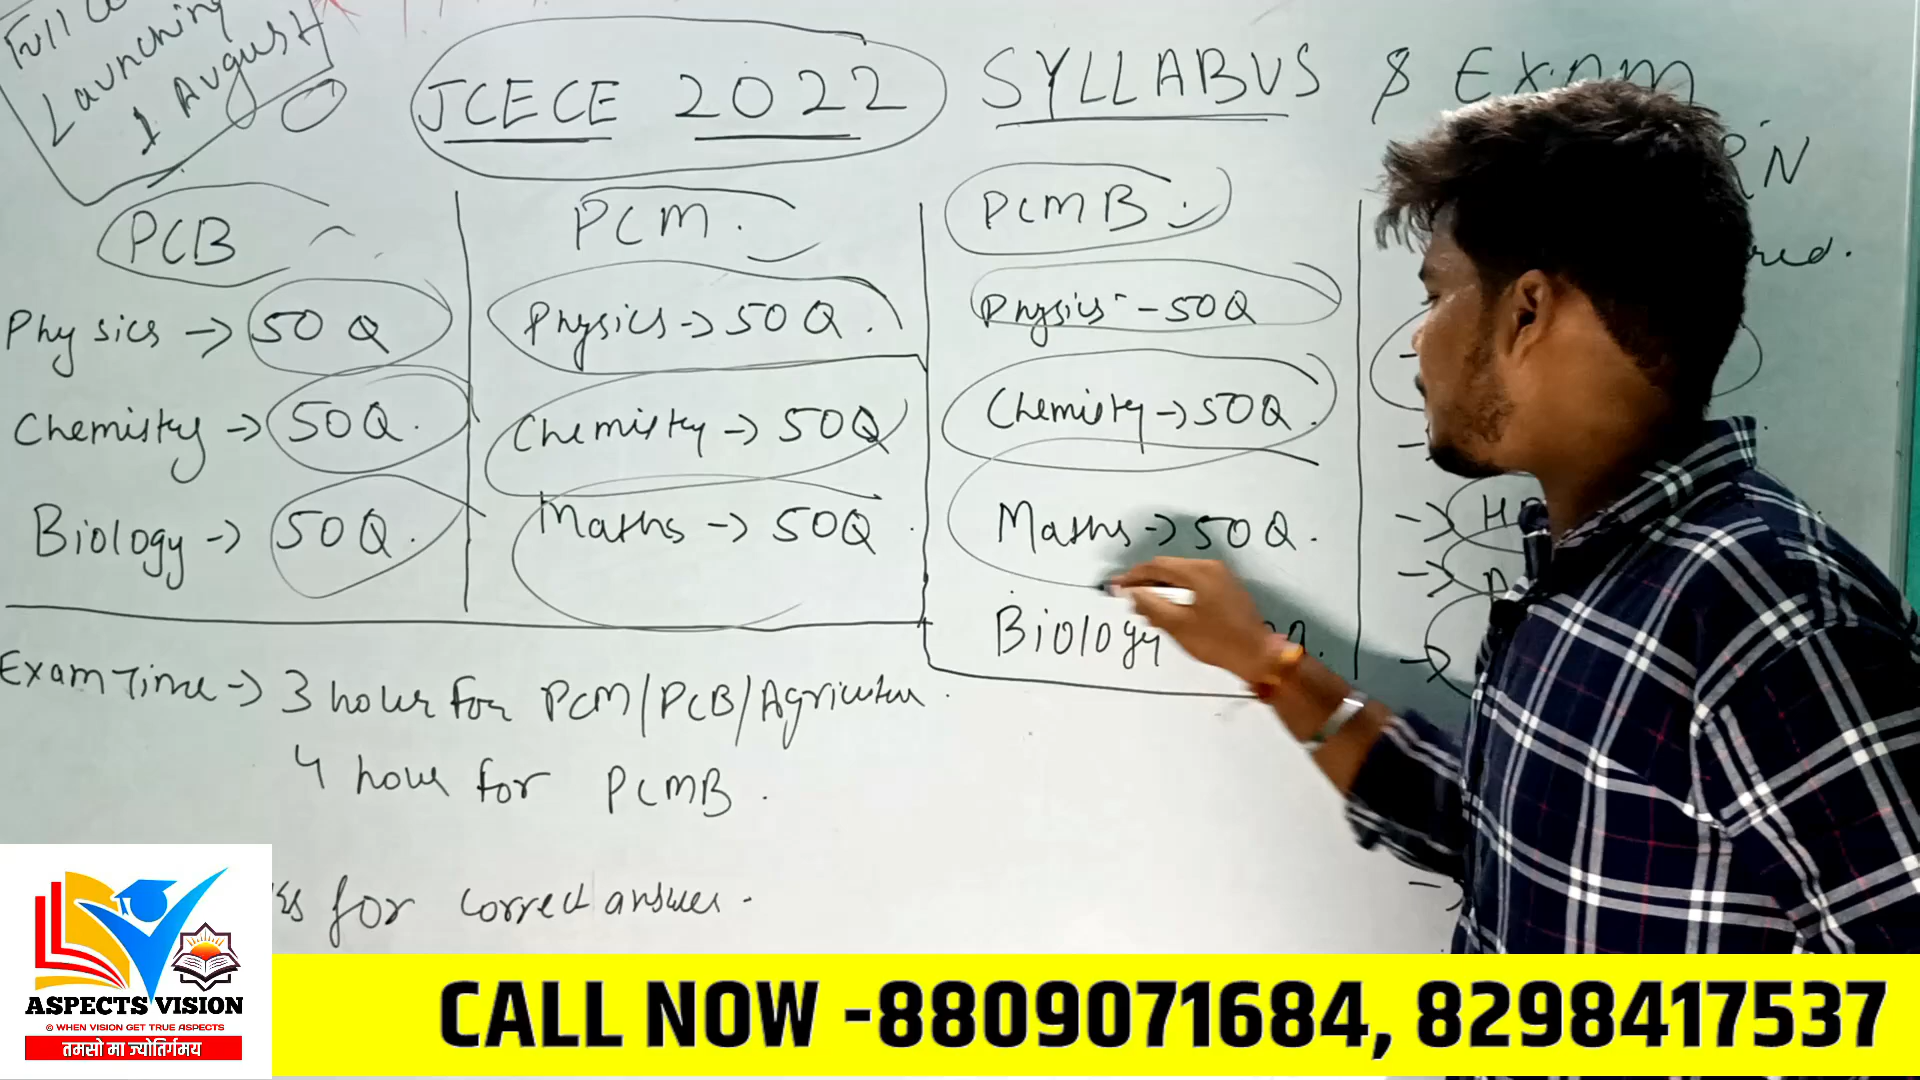 Full
Launching
1 August
JCECE 2022 SYLLABUS & EXAM
PCB
Physics → 50 Q
Chemistry → 50Q.
Biology → 50Q.
PCM.
Physics → 50 Q.
Chemistry → 50Q
Maths → 50Q.
PCMB.
Physics - 50Q
Chemistry → 50Q.
Maths → 50Q.
Biology
Exam Time → 3 hour for PCM/PCB/
4 hour for PCMB.
for correct answer.
ASPECTS VISION
© WHEN VISION GET TRUE ASPECTS
तमसो मा ज्योतिर्गमय
CALL NOW -8809071684, 8298417537